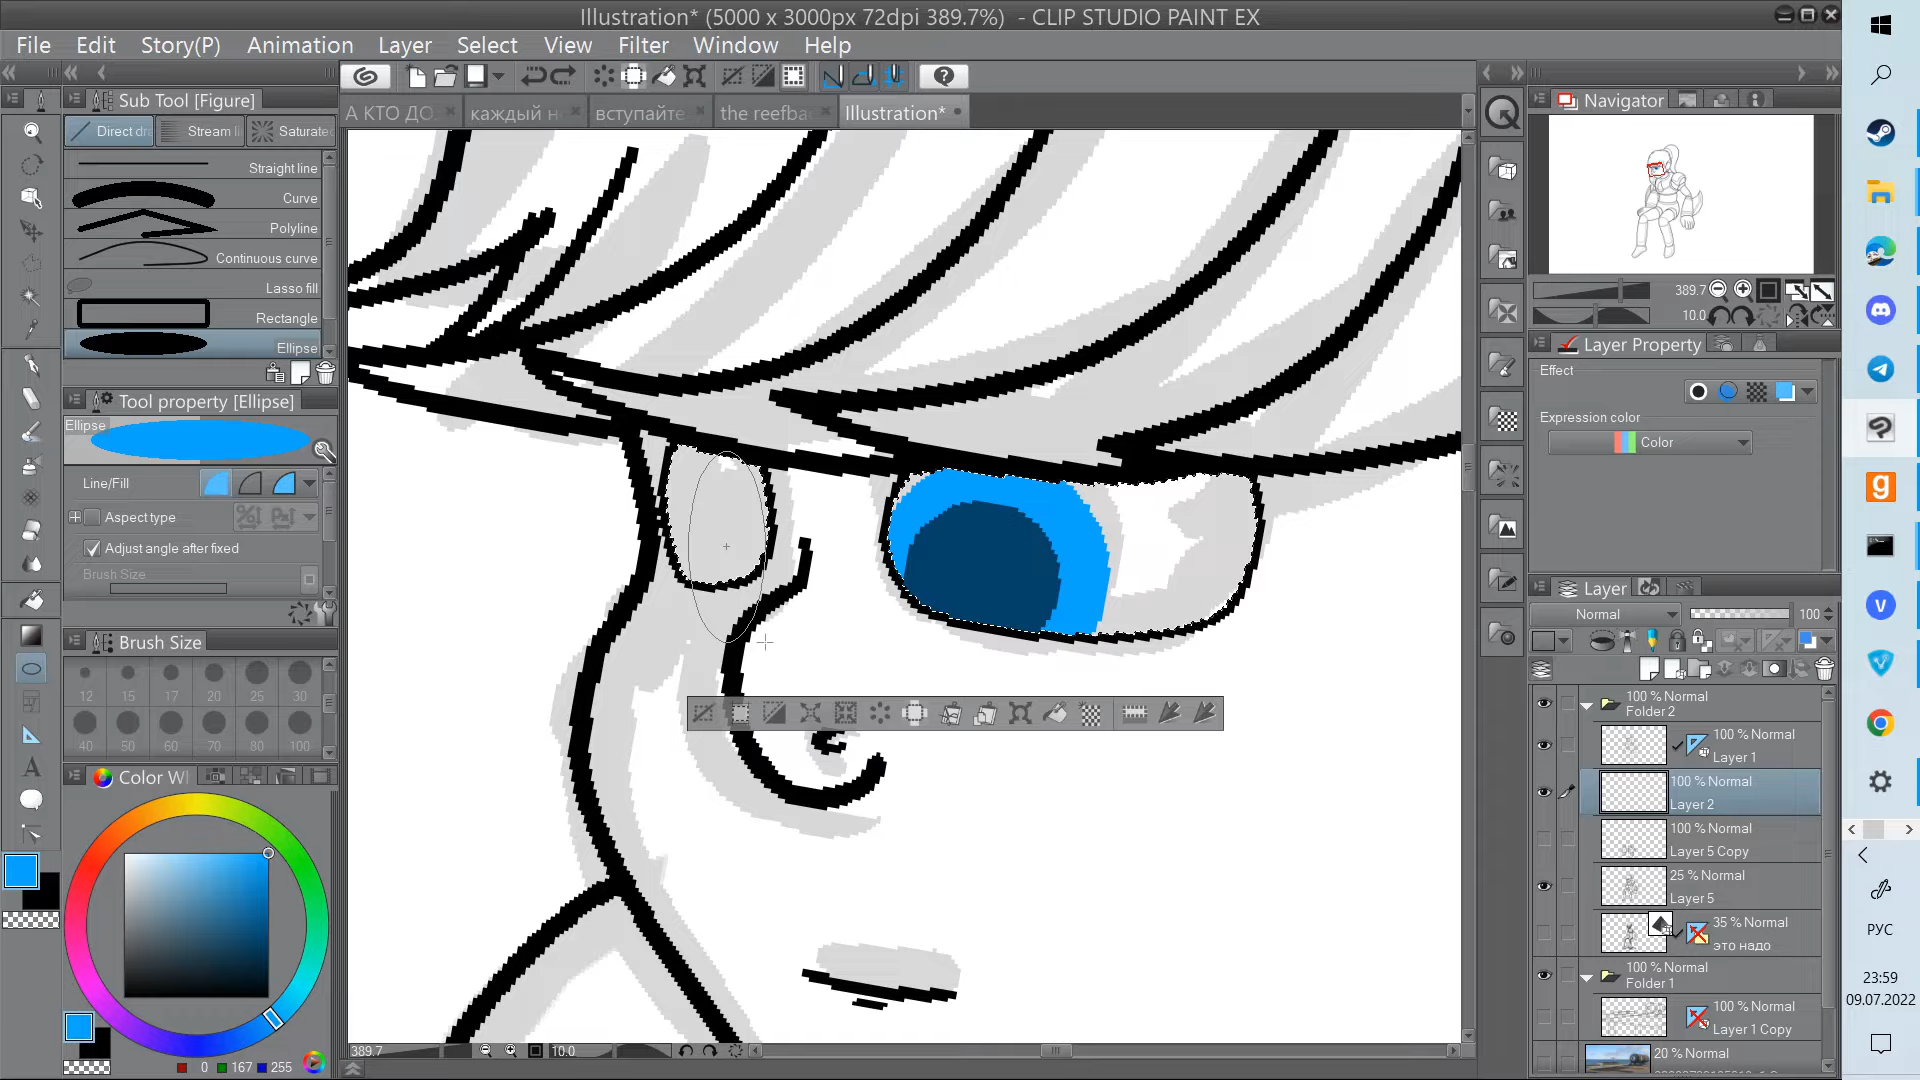 Illustration* (5000 x 3000px 72dpi 389.7%) - CLIP STUDIO PAINT EX
File Edit Story(P) Animation Layer Select View Filter Window Help
Sub Tool [Figure]
Direct dra Stream li Saturate
Straight line
Curve
Polyline
Continuous curve
Lasso fill
Rectangle
Ellipse
Tool property [Ellipse]
Ellipse
Line/Fill
Aspect type
Adjust angle after fixed
Brush Size
Brush Size
12 15 17 20 25 30
40 50 60 70 80 100
Color Wl
0 167 255
А КТО ДО. каждый н вступайте the reefba Illustration*
389.7 10.0
Navigator
389.7
10.0
Layer Property
Effect
Expression color
Color
Layer
Normal 100
100 % Normal
Folder 2
100 % Normal
Layer 1
100 % Normal
Layer 2
100 % Normal
Layer 5 Copy
25 % Normal
Layer 5
35 % Normal
это надо
100 % Normal
Folder 1
100 % Normal
Layer 1 Copy
20 % Normal
РУС
23:59
09.07.2022